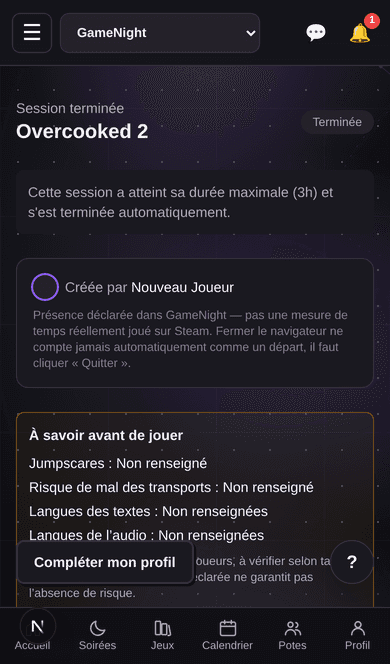 GameNight
1
Session terminée
Overcooked 2
Terminée
Cette session a atteint sa durée maximale (3h) et
s'est terminée automatiquement.
Créée par Nouveau Joueur
Présence déclarée dans GameNight — pas une mesure de
temps réellement joué sur Steam. Fermer le navigateur ne
compte jamais automatiquement comme un départ, il faut
cliquer « Quitter ».
À savoir avant de jouer
Jumpscares : Non renseigné
Risque de mal des transports : Non renseigné
Langues des textes : Non renseignées
Langues de l'audio : Non renseignées
Compléter mon profil
oueurs; à vérifier selon ta
éclarée ne garantit pas
l'absence de risque.
?
N
Accueil
Soirées
Jeux
Calendrier
Potes
Profil